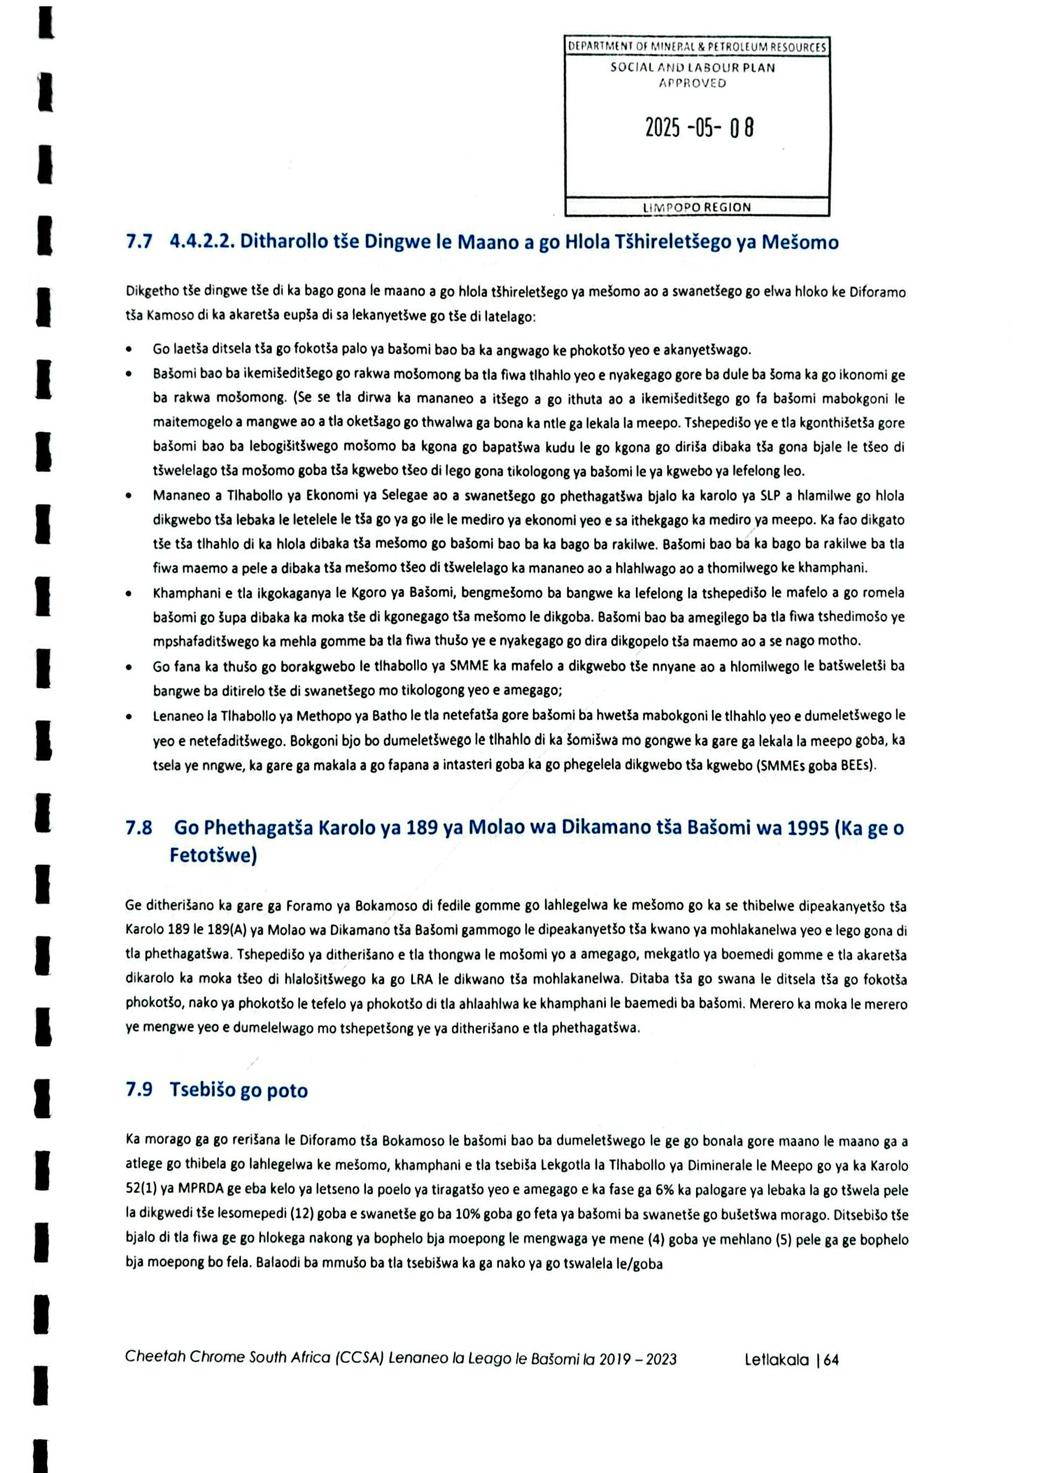 DEPARTMENT OF MINERAL & PETROLEUM RESOURCES
SOCIAL AND LABOUR PLAN
APPROVED
2025 -05- 08
LIMPOPO REGION
7.7 4.4.2.2. Ditharollo tše Dingwe le Maano a go Hlola Tšhireletšego ya Mešomo
Dikgetho tše dingwe tše di ka bago gona le maano a go hlola tšhireletšego ya mešomo ao a swanetšego go elwa hloko ke Diforamo
tša Kamoso di ka akaretša eupša di sa lekanyetšwe go tše di latelago:
• Go laetša ditsela tša go fokotša palo ya bašomi bao ba ka angwago ke phokotšo yeo e akanyetšwago.
• Bašomi bao ba ikemišeditšego go rakwa mošomong ba tla fiwa tlhahlo yeo e nyakegago gore ba dule ba šoma ka go ikonomi ge
ba rakwa mošomong. (Se se tla dirwa ka mananeo a itšego a go ithuta ao a ikemišeditšego go fa bašomi mabokgoni le
maitemogelo a mangwe ao a tla oketšago go thwalwa ga bona ka ntle ga lekala la meepo. Tshepedišo ye e tla kgonthišetša gore
bašomi bao ba lebogišitšwego mošomo ba kgona go bapatšwa kudu le go kgona go diriša dibaka tša gona bjale le tšeo di
tšwelelago tša mošomo goba tša kgwebo tšeo di lego gona tikologong ya bašomi le ya kgwebo ya lefelong leo.
• Mananeo a Tlhabollo ya Ekonomi ya Selegae ao a swanetšego go phethagatšwa bjalo ka karolo ya SLP a hlamilwe go hlola
dikgwebo tša lebaka le letelele le tša go ya go ile le mediro ya ekonomi yeo e sa ithekgago ka mediro ya meepo. Ka fao dikgato
tše tša tlhahlo di ka hlola dibaka tša mešomo go bašomi bao ba ka bago ba rakilwe. Bašomi bao ba ka bago ba rakilwe ba tla
fiwa maemo a pele a dibaka tša mešomo tšeo di tšwelelago ka mananeo ao a hlahlwago ao a thomilwego ke khamphani.
• Khamphani e tla ikgokaganya le Kgoro ya Bašomi, bengmešomo ba bangwe ka lefelong la tshepedišo le mafelo a go romela
bašomi go šupa dibaka ka moka tše di kgonegago tša mešomo le dikgoba. Bašomi bao ba amegilego ba tla fiwa tshedimošo ye
mpshafaditšwego ka mehla gomme ba tla fiwa thušo ye e nyakegago go dira dikgopelo tša maemo ao a se nago motho.
• Go fana ka thušo go borakgwebo le tlhabollo ya SMME ka mafelo a dikgwebo tše nnyane ao a hlomilwego le batšweletši ba
bangwe ba ditirelo tše di swanetšego mo tikologong yeo e amegago;
• Lenaneo la Tlhabollo ya Methopo ya Batho le tla netefatša gore bašomi ba hwetša mabokgoni le tlhahlo yeo e dumeletšwego le
yeo e netefaditšwego. Bokgoni bjo bo dumeletšwego le tlhahlo di ka šomišwa mo gongwe ka gare ga lekala la meepo goba, ka
tsela ye nngwe, ka gare ga makala a go fapana a intasteri goba ka go phegelela dikgwebo tša kgwebo (SMMEs goba BEEs).
7.8 Go Phethagatša Karolo ya 189 ya Molao wa Dikamano tša Bašomi wa 1995 (Ka ge o
Fetotšwe)
Ge ditherišano ka gare ga Foramo ya Bokamoso di fedile gomme go lahlegelwa ke mešomo go ka se thibelwe dipeakanyetšo tša
Karolo 189 le 189(A) ya Molao wa Dikamano tša Bašomi gammogo le dipeakanyetšo tša kwano ya mohlakanelwa yeo e lego gona di
tla phethagatšwa. Tshepedišo ya ditherišano e tla thongwa le mošomi yo a amegago, mekgatlo ya boemedi gomme e tla akaretša
dikarolo ka moka tšeo di hlalošitšwego ka go LRA le dikwano tša mohlakanelwa. Ditaba tša go swana le ditsela tša go fokotša
phokotšo, nako ya phokotšo le tefelo ya phokotšo di tla ahlaahlwa ke khamphani le baemedi ba bašomi. Merero ka moka le merero
ye mengwe yeo e dumelelwago mo tshepetšong ye ya ditherišano e tla phethagatšwa.
7.9 Tsebišo go poto
Ka morago ga go rerišana le Diforamo tša Bokamoso le bašomi bao ba dumeletšwego le ge go bonala gore maano le maano ga a
atlege go thibela go lahlegelwa ke mešomo, khamphani e tla tsebiša Lekgotla la Tlhabollo ya Diminerale le Meepo go ya ka Karolo
52(1) ya MPRDA ge eba kelo ya letseno la poelo ya tiragatšo yeo e amegago e ka fase ga 6% ka palogare ya lebaka la go tšwela pele
la dikgwedi tše lesomepedi (12) goba e swanetše go ba 10% goba go feta ya bašomi ba swanetše go bušetšwa morago. Ditsebišo tše
bjalo di tla fiwa ge go hlokega nakong ya bophelo bja moepong le mengwaga ye mene (4) goba ye mehlano (5) pele ga ge bophelo
bja moepong bo fela. Balaodi ba mmušo ba tla tsebišwa ka ga nako ya go tswalela le/goba
Cheetah Chrome South Africa (CCSA) Lenaneo la Leago le Bašomi la 2019 – 2023 Letlakala | 64